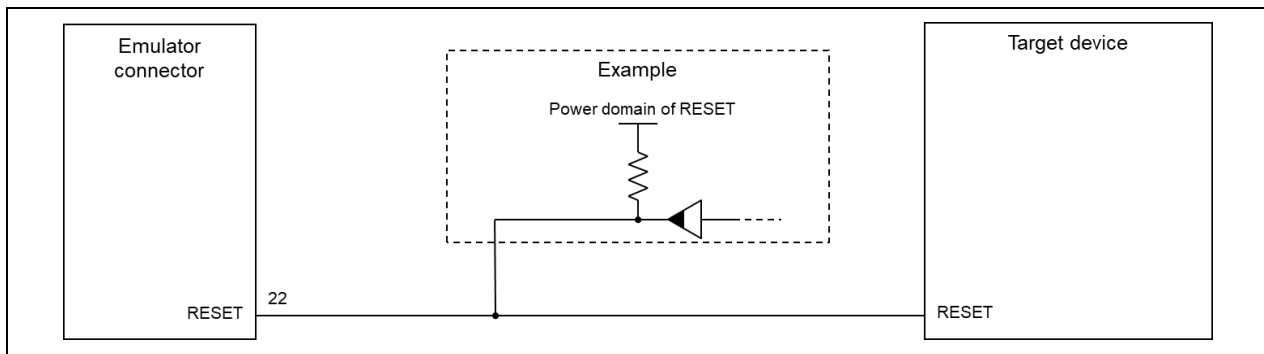 Emulator
connector
Target device
Example
Power domain of RESET
22
RESET
RESET